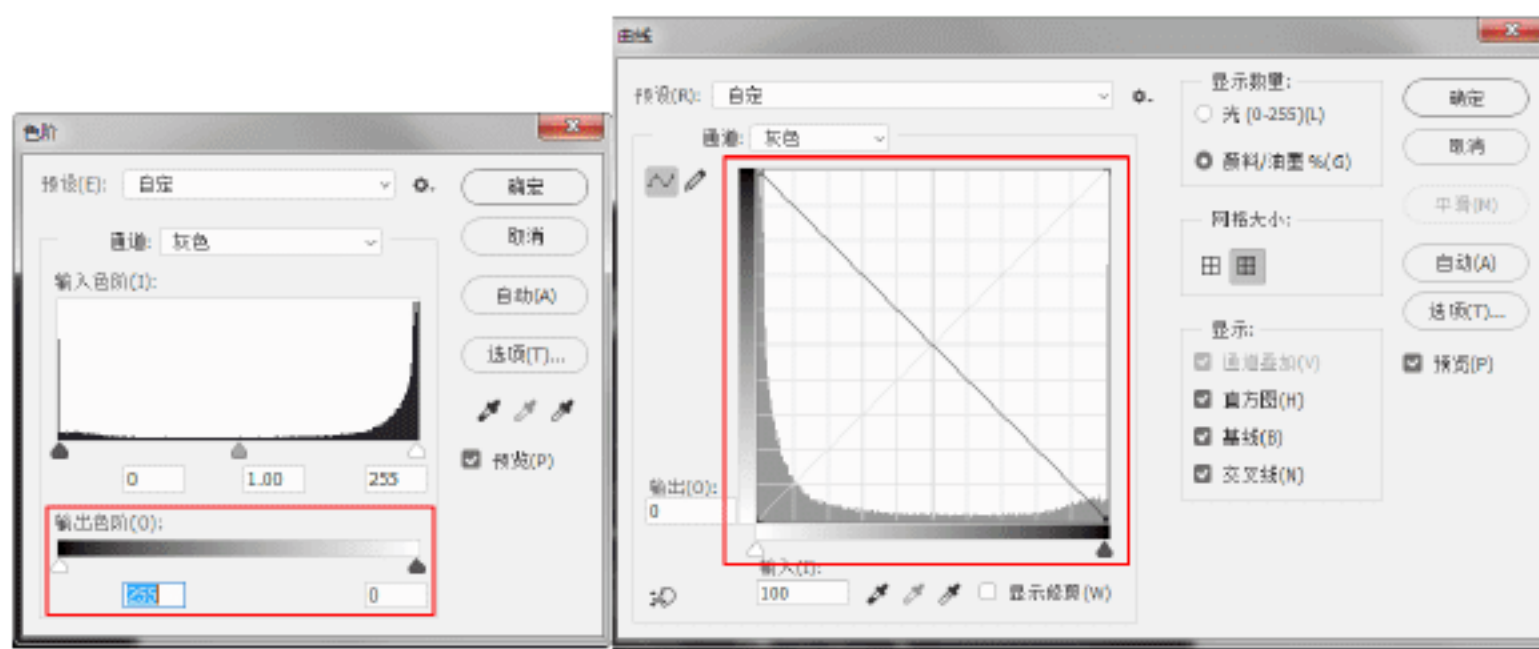 色阶
预设(E): 自定
确定
取消
自动(A)
选项(T)...
预览(P)
通道: 灰色
输入色阶(I):
0 1.00 255
输出色阶(O):
255 0
曲线
预设(R): 自定
通道: 灰色
输出(O):
0
输入(I):
100
显示修剪(W)
显示数量:
光 (0-255)(L)
颜料/油墨 %(G)
网格大小:
显示:
通道叠加(V)
直方图(H)
基线(B)
交叉线(N)
确定
取消
平滑(M)
自动(A)
选项(T)...
预览(P)